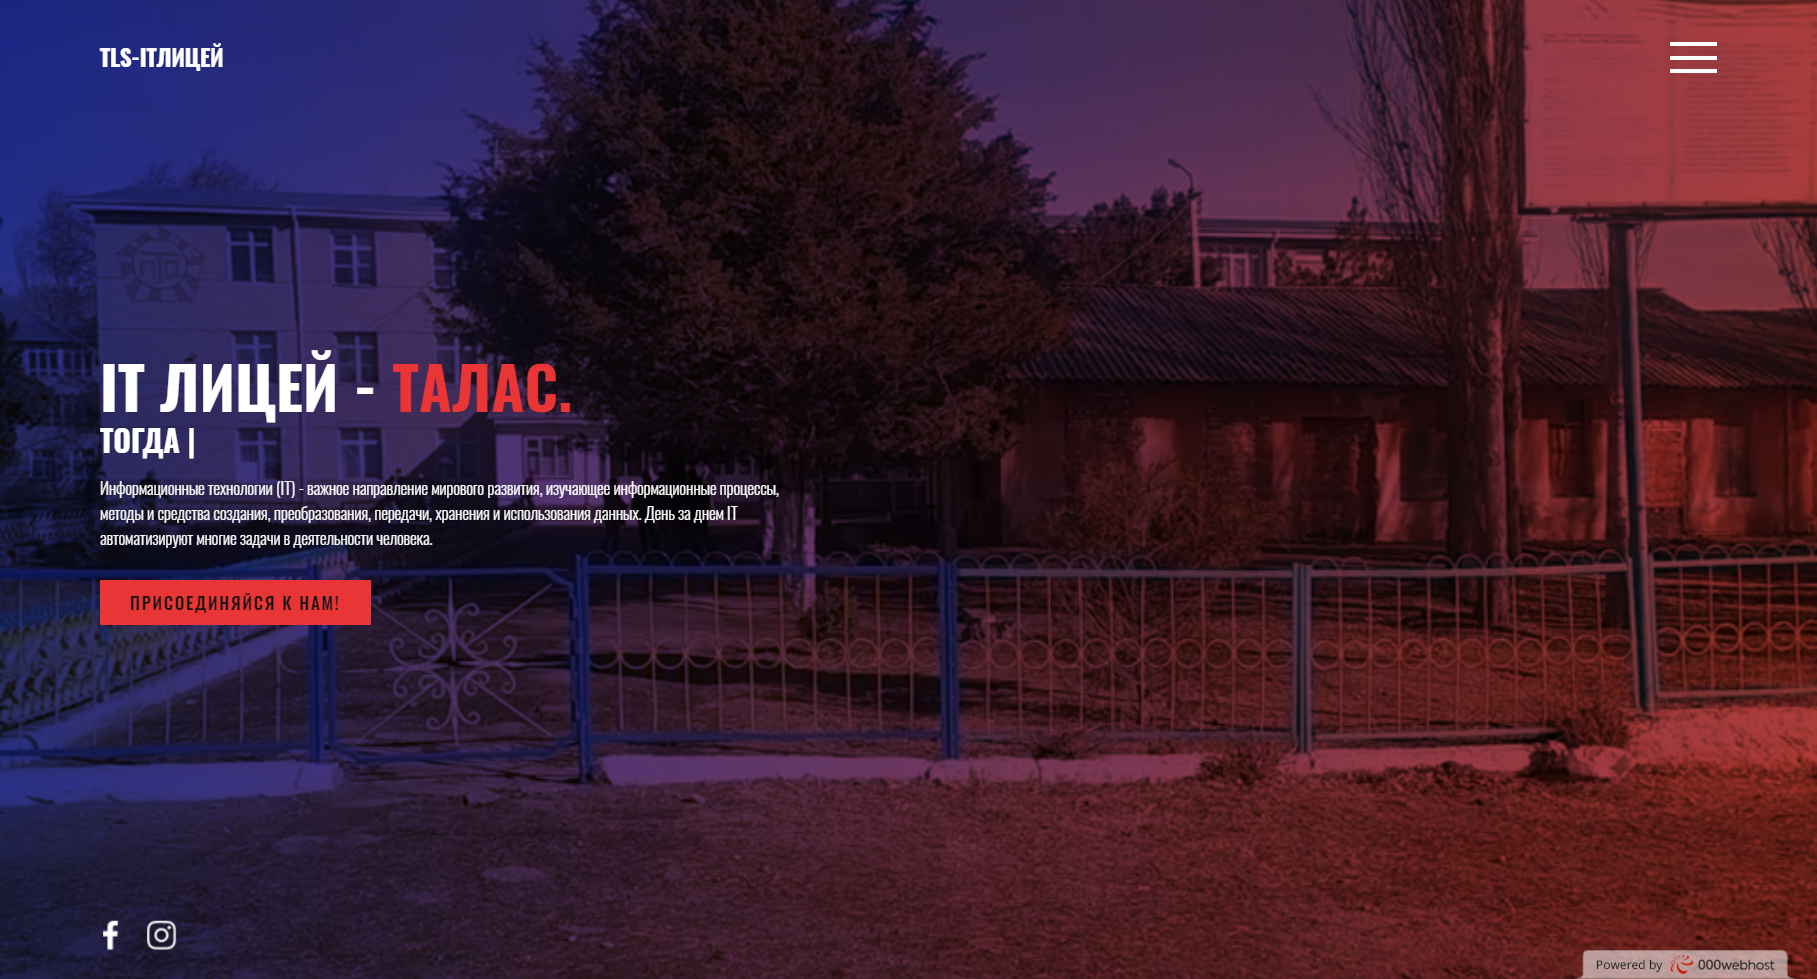 TLS-ITЛИЦЕЙ
IT ЛИЦЕЙ - ТАЛАС.
ТОГДА |
Информационные технологии (IT) - важное направление мирового развития, изучающее информационные процессы,
методы и средства создания, преобразования, передачи, хранения и использования данных. День за днем IT
автоматизируют многие задачи в деятельности человека.
ПРИСОЕДИНЯЙСЯ К НАМ!
Powered by 000webhost